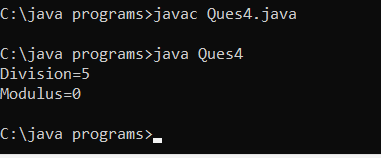 C:\java programs>javac Ques4.java
C:\java programs>java Ques4
Division=5
Modulus=0
C:\java programs>